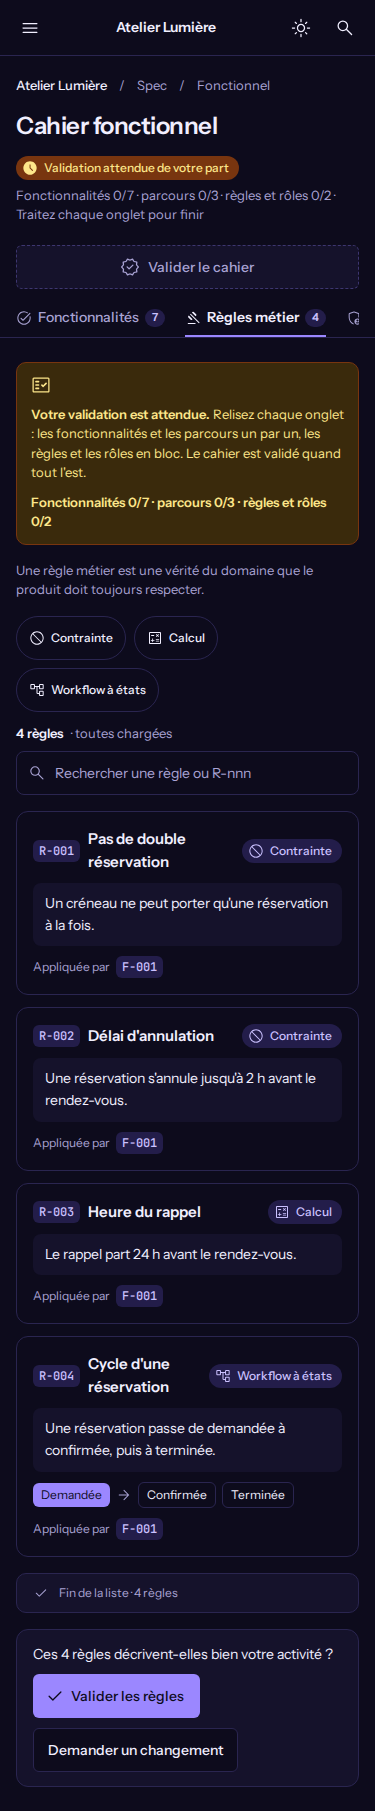 Atelier Lumière
Atelier Lumière / Spec / Fonctionnel
Cahier fonctionnel
Validation attendue de votre part
Fonctionnalités 0/7 · parcours 0/3 · règles et rôles 0/2 ·
Traitez chaque onglet pour finir
Valider le cahier
Fonctionnalités 7 Règles métier 4
Votre validation est attendue. Relisez chaque onglet
: les fonctionnalités et les parcours un par un, les
règles et les rôles en bloc. Le cahier est validé quand
tout l'est.
Fonctionnalités 0/7 · parcours 0/3 · règles et rôles
0/2
Une règle métier est une vérité du domaine que le
produit doit toujours respecter.
Contrainte Calcul
Workflow à états
4 règles · toutes chargées
Rechercher une règle ou R-nnn
R-001 Pas de double
réservation Contrainte
Un créneau ne peut porter qu'une réservation
à la fois.
Appliquée par F-001
R-002 Délai d'annulation Contrainte
Une réservation s'annule jusqu'à 2 h avant le
rendez-vous.
Appliquée par F-001
R-003 Heure du rappel Calcul
Le rappel part 24 h avant le rendez-vous.
Appliquée par F-001
R-004 Cycle d'une
réservation Workflow à états
Une réservation passe de demandée à
confirmée, puis à terminée.
Demandée → Confirmée Terminée
Appliquée par F-001
Fin de la liste · 4 règles
Ces 4 règles décrivent-elles bien votre activité ?
Valider les règles
Demander un changement